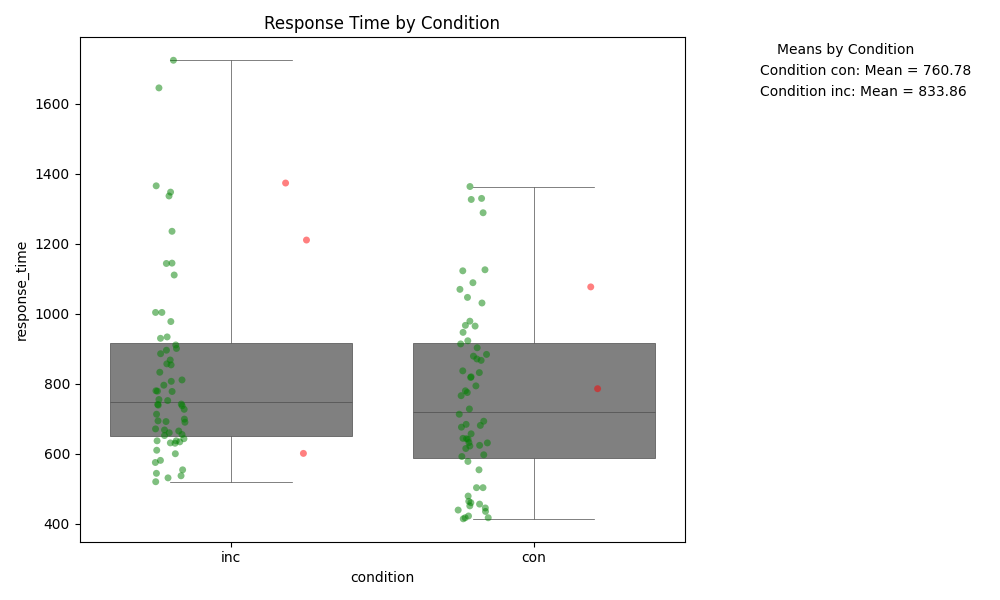 Response Time by Condition
Means by Condition
Condition con: Mean = 760.78
Condition inc: Mean = 833.86
response_time
1600
1400
1200
1000
800
600
400
inc
con
condition